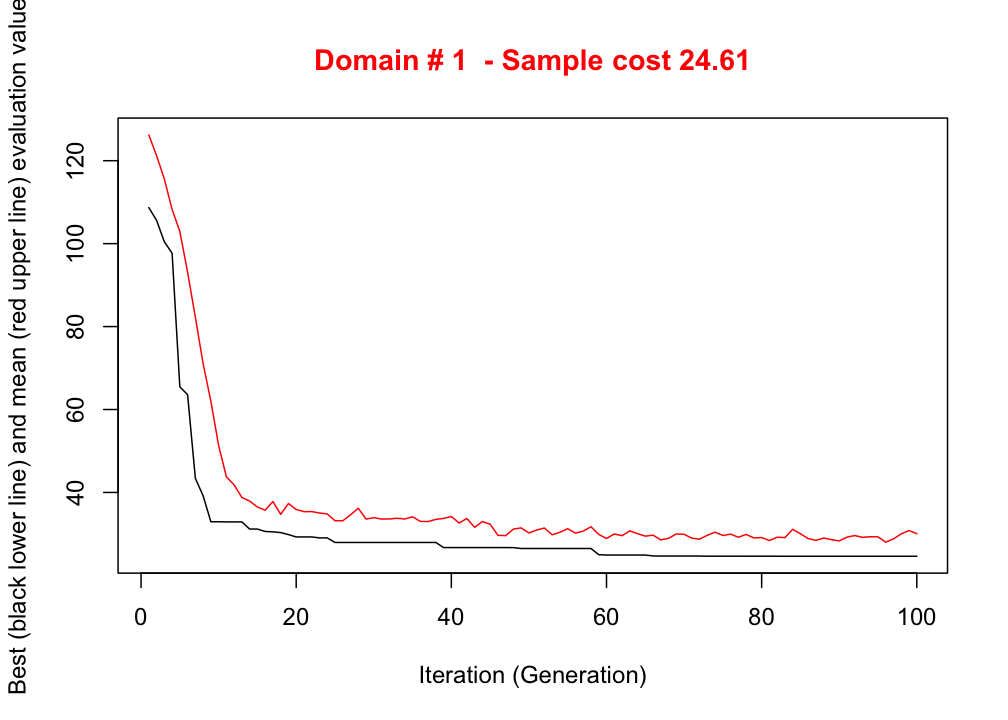 Domain # 1  - Sample cost 24.61
Best (black lower line) and mean (red upper line) evaluation value
120
100
80
60
40
0 20 40 60 80 100
Iteration (Generation)